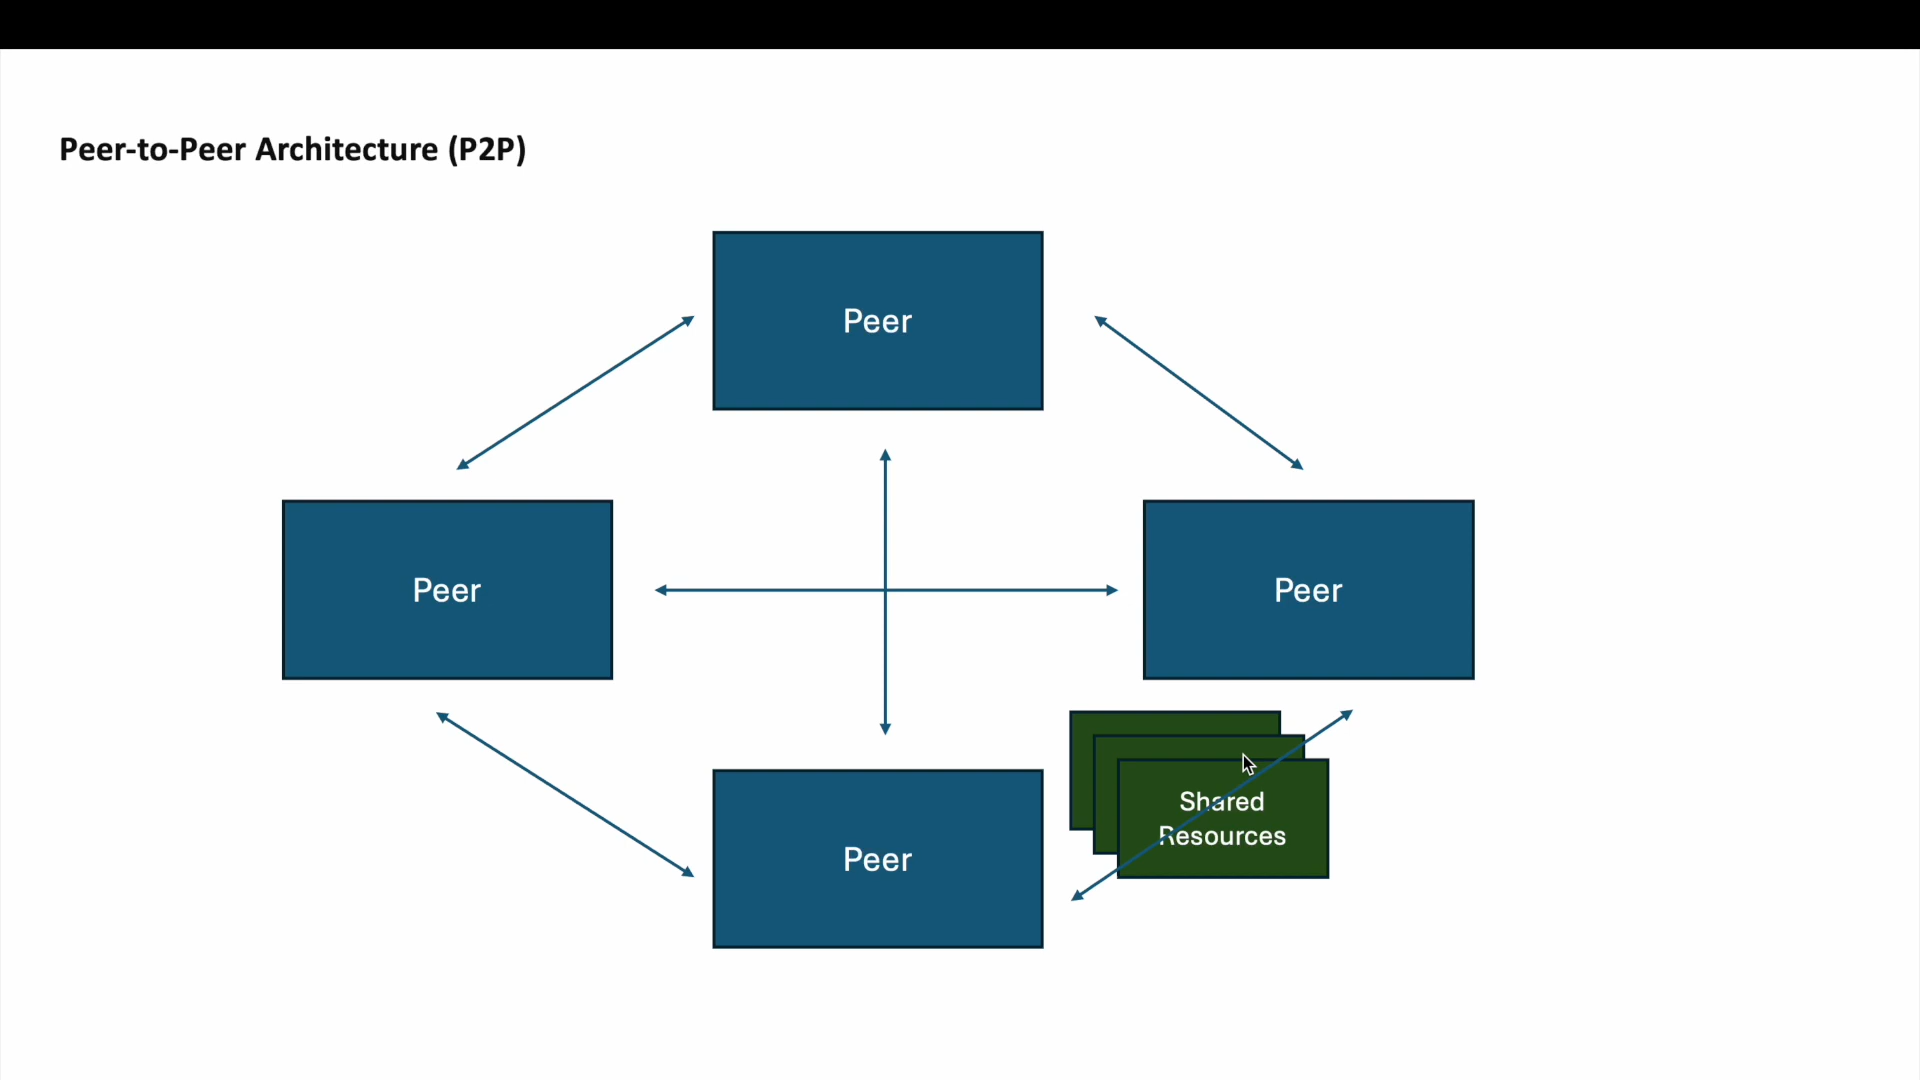 Peer-to-Peer Architecture (P2P)
Peer
Peer
Peer
Shared
Resources
Peer